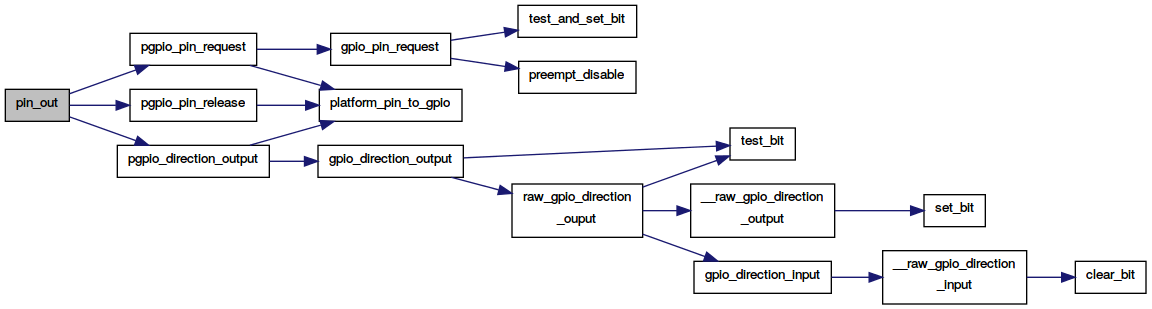 test_and_set_bit
pgpio_pin_request
gpio_pin_request
preempt_disable
pin_out
pgpio_pin_release
platform_pin_to_gpio
test_bit
pgpio_direction_output
gpio_direction_output
raw_gpio_direction
_ouput
__raw_gpio_direction
_output
set_bit
gpio_direction_input
__raw_gpio_direction
_input
clear_bit